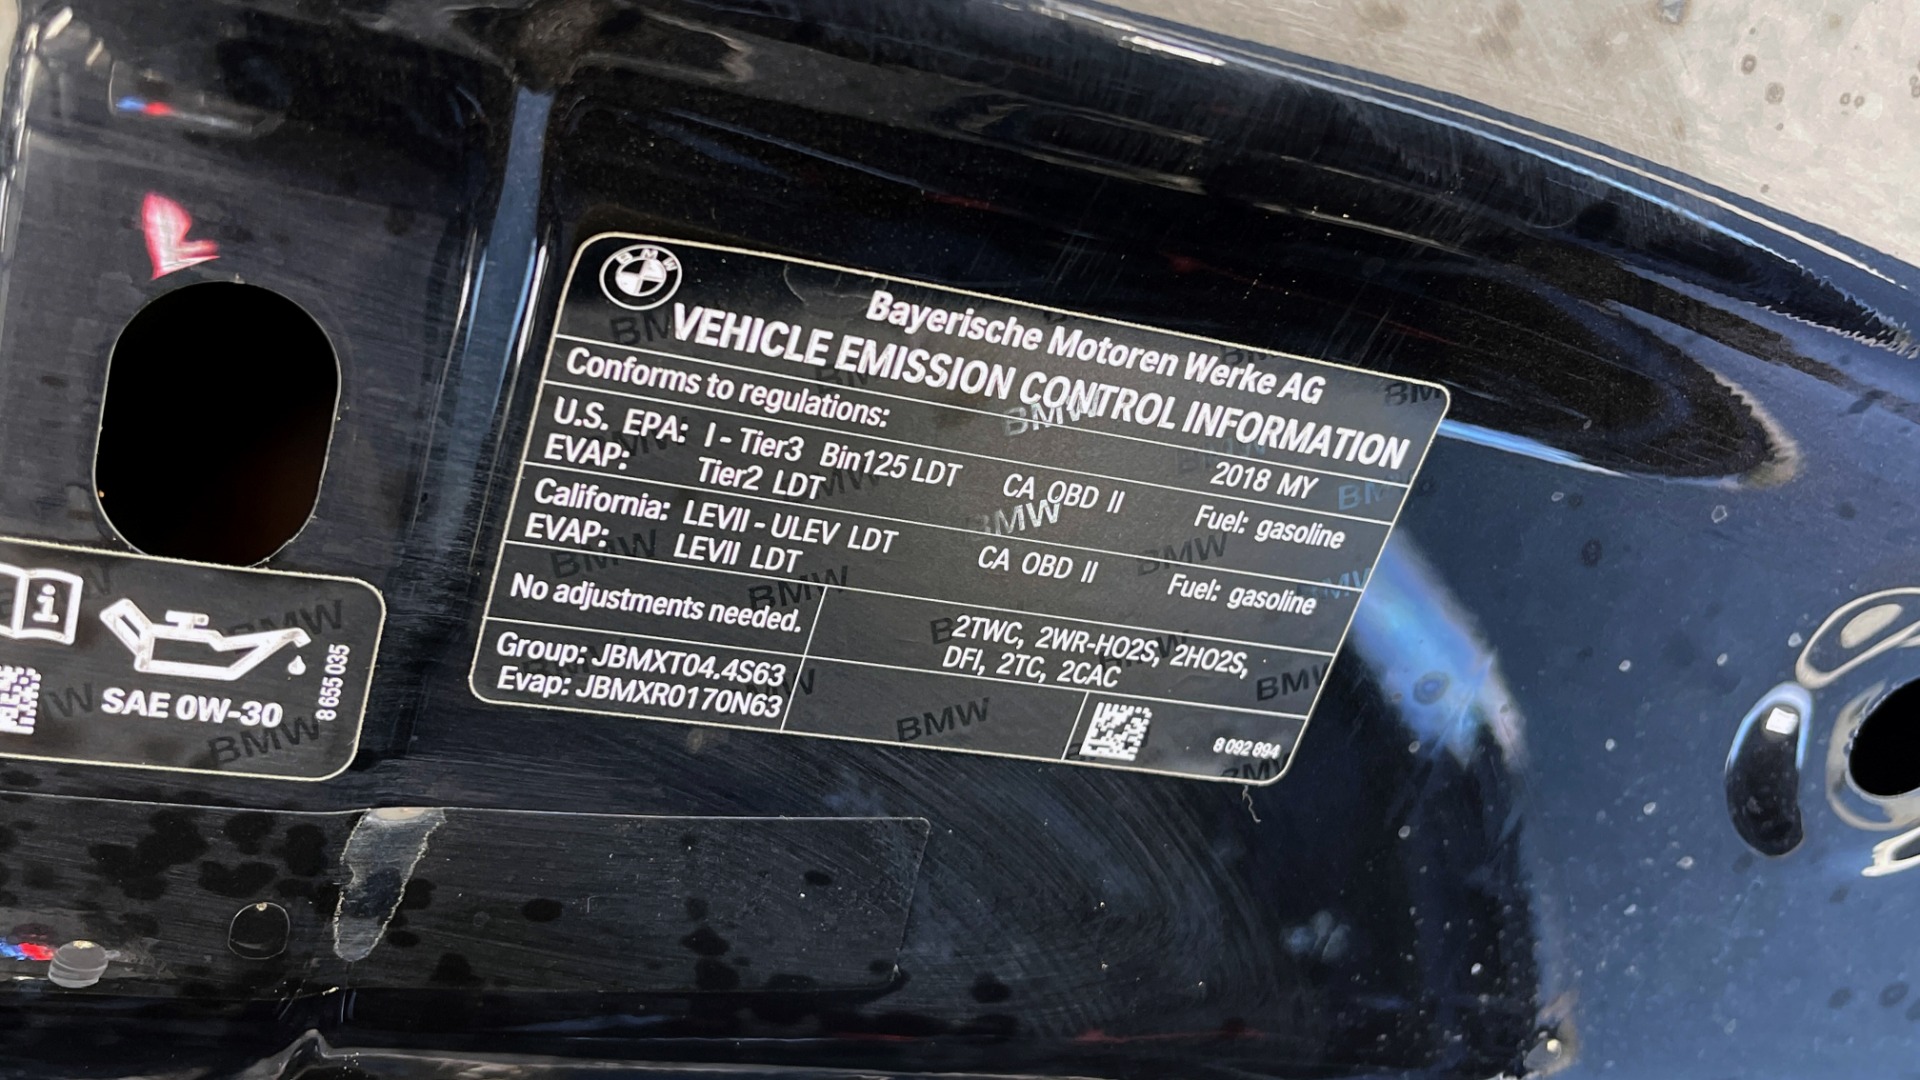 BMW
Bayerische Motoren Werke AG
VEHICLE EMISSION CONTROL INFORMATION
Conforms to regulations: 2018 MY
U.S. EPA: I - Tier3 Bin125 LDT CA OBD II Fuel: gasoline
EVAP: Tier2 LDT
California: LEVII - ULEV LDT CA OBD II Fuel: gasoline
EVAP: LEVII LDT
No adjustments needed.
2TWC, 2WR-HO2S, 2HO2S,
DFI, 2TC, 2CAC
Group: JBMXT04.4S63
Evap: JBMXR0170N63
8 092 894
i
SAE 0W-30
8 655 035